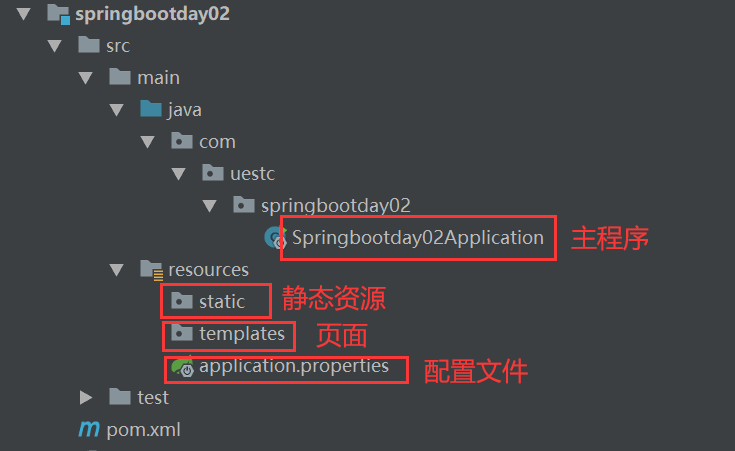 springbootday02
src
main
java
com
uestc
springbootday02
Springbootday02Application 主程序
resources
static 静态资源
templates 页面
application.properties 配置文件
test
pom.xml